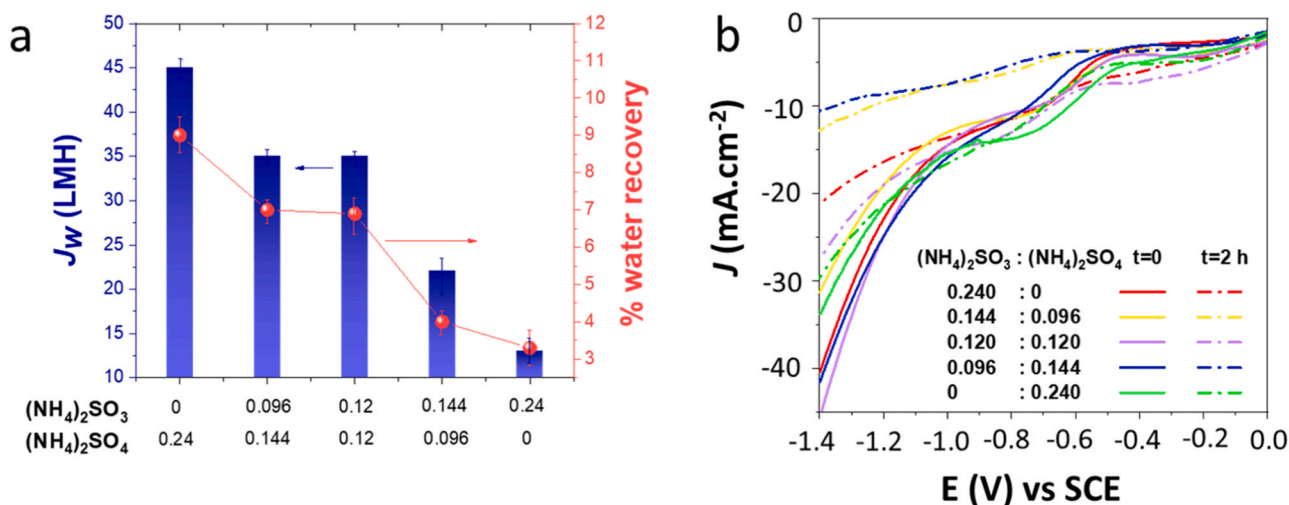 a
50
45
40
35
30
25
20
15
10
J_W (LMH)
12
11
10
9
8
7
6
5
4
3
% water recovery
(NH₄)₂SO₃ 0 0.096 0.12 0.144 0.24
(NH₄)₂SO₄ 0.24 0.144 0.12 0.096 0
b
0
-10
-20
-30
-40
J (mA.cm⁻²)
(NH₄)₂SO₃ : (NH₄)₂SO₄ t=0 t=2 h
0.240 : 0
0.144 : 0.096
0.120 : 0.120
0.096 : 0.144
0 : 0.240
-1.4 -1.2 -1.0 -0.8 -0.6 -0.4 -0.2 0.0
E (V) vs SCE